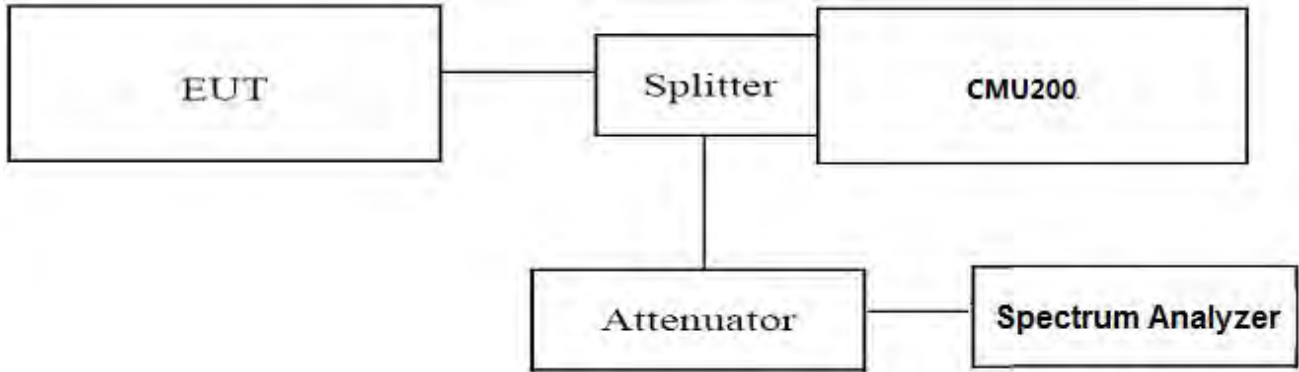 EUT
Splitter
CMU200
Attenuator
Spectrum Analyzer